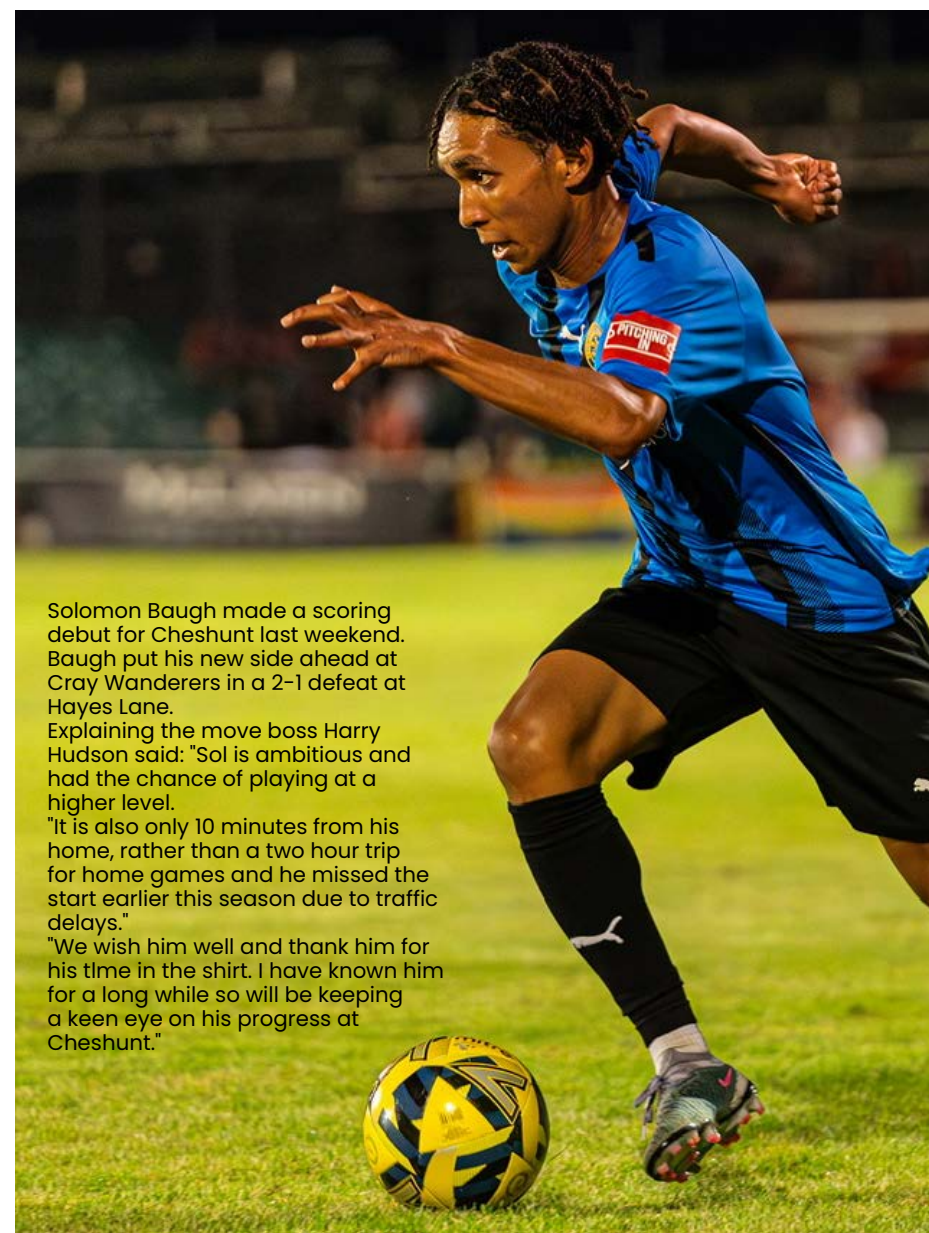 PITCHING
IN
Solomon Baugh made a scoring
debut for Cheshunt last weekend.
Baugh put his new side ahead at
Cray Wanderers in a 2-1 defeat at
Hayes Lane.
Explaining the move boss Harry
Hudson said: "Sol is ambitious and
had the chance of playing at a
higher level.
"It is also only 10 minutes from his
home, rather than a two hour trip
for home games and he missed the
start earlier this season due to traffic
delays."
"We wish him well and thank him for
his tIme in the shirt. I have known him
for a long while so will be keeping
a keen eye on his progress at
Cheshunt."